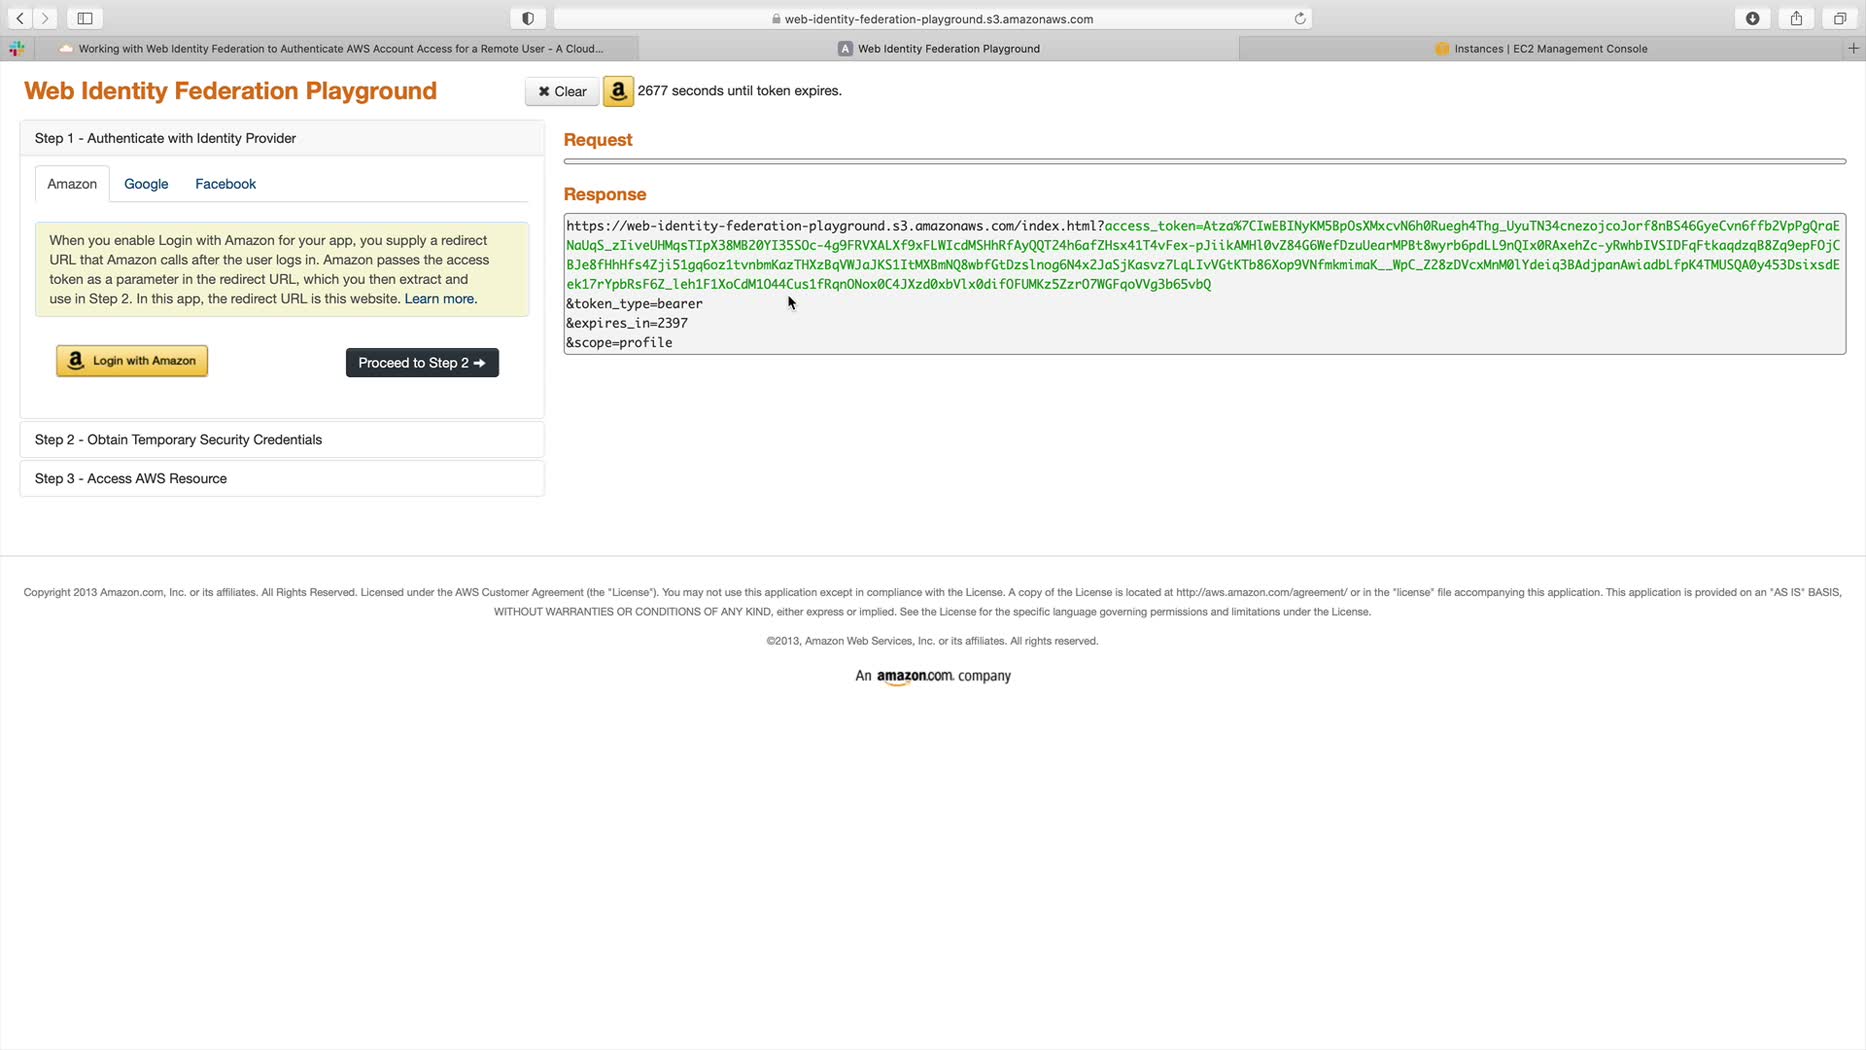 web-identity-federation-playground.s3.amazonaws.com
Working with Web Identity Federation to Authenticate AWS Account Access for a Remote User - A Cloud...
A Web Identity Federation Playground
Instances | EC2 Management Console
Web Identity Federation Playground
✖ Clear
a
2677 seconds until token expires.
Step 1 - Authenticate with Identity Provider
Amazon Google Facebook
When you enable Login with Amazon for your app, you supply a redirect
URL that Amazon calls after the user logs in. Amazon passes the access
token as a parameter in the redirect URL, which you then extract and
use in Step 2. In this app, the redirect URL is this website. Learn more.
a Login with Amazon
Proceed to Step 2 ➔
Step 2 - Obtain Temporary Security Credentials
Step 3 - Access AWS Resource
Request
Response
https://web-identity-federation-playground.s3.amazonaws.com/index.html?access_token=Atza%7CIwEBINyKM5BpOsXMxcvN6h0Ruegh4Thg_UyuTN34cnezojcoJorf8nBS46GyeCvn6ffb2VpPgQraE
NaUqS_zIiveUHMqsTIpX38MB20YI35SOc-4g9FRVXALXf9xFLWIcdMSHhRfAyQQT24h6afZHsx41T4vFex-pJiikAMHl0vZ84G6WefDzuUearMPBt8wyrb6pdLL9nQIx0RAxehZc-yRwhbIVSIDFqFtkaqdzqB8Zq9epFOjC
BJe8fHhHfs4Zji51gq6oz1tvnbmKazTHXzBqVWJaJKS1ItMXBmNQ8wbfGtDzslnog6N4x2JaSjKasvz7LqLIvVGtKTb86Xop9VNfmkmimaK__WpC_Z28zDVcxMnM0lYdeiq3BAdjpanAwiadbLfpK4TMUSQA0y453DsixsdE
ek17rYpbRsF6Z_leh1F1XoCdM1O44Cus1fRqnONox0C4JXzd0xbVlx0difOFUMKz5ZzrO7WGFqoVVg3b65vbQ
&token_type=bearer
&expires_in=2397
&scope=profile
Copyright 2013 Amazon.com, Inc. or its affiliates. All Rights Reserved. Licensed under the AWS Customer Agreement (the "License"). You may not use this application except in compliance with the License. A copy of the License is located at http://aws.amazon.com/agreement/ or in the "license" file accompanying this application. This application is provided on an "AS IS" BASIS,
WITHOUT WARRANTIES OR CONDITIONS OF ANY KIND, either express or implied. See the License for the specific language governing permissions and limitations under the License.
©2013, Amazon Web Services, Inc. or its affiliates. All rights reserved.
An amazon.com company